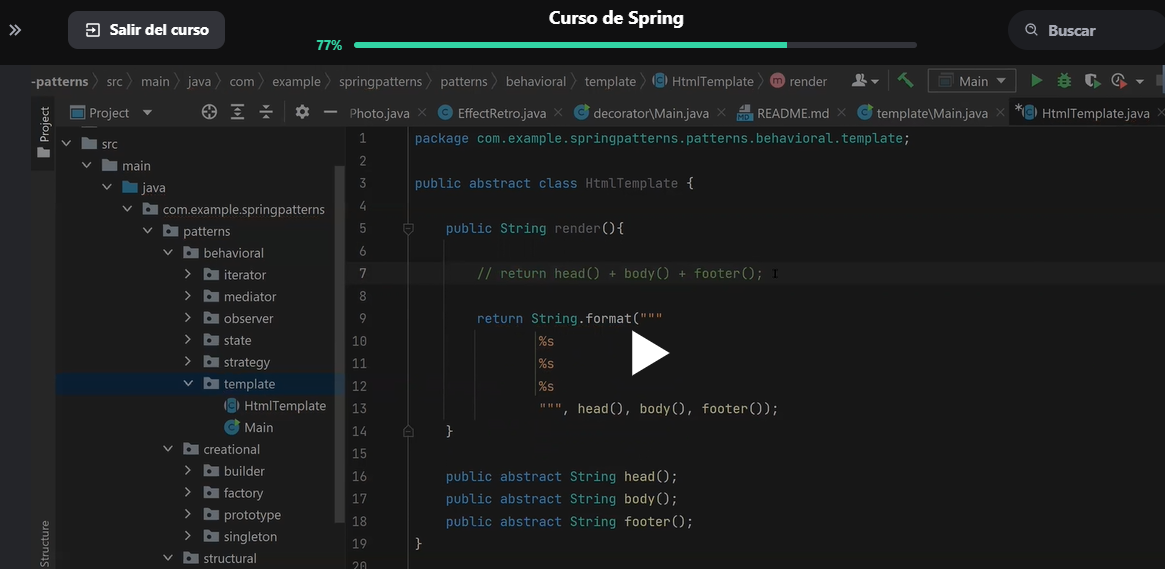 Curso de Spring
Salir del curso
77%
Buscar
-patterns src main java com example springpatterns patterns behavioral template HtmlTemplate render Main
Project Photo.java EffectRetro.java decorator\Main.java README.md template\Main.java *HtmlTemplate.java
Project
src
main
java
com.example.springpatterns
patterns
behavioral
iterator
mediator
observer
state
strategy
template
HtmlTemplate
Main
creational
builder
factory
prototype
singleton
structural
Structure
1 package com.example.springpatterns.patterns.behavioral.template;
2
3 public abstract class HtmlTemplate {
4
5 public String render(){
6
7 // return head() + body() + footer();
8
9 return String.format("""
10 %s
11 %s
12 %s
13 """, head(), body(), footer());
14 }
15
16 public abstract String head();
17 public abstract String body();
18 public abstract String footer();
19 }
20